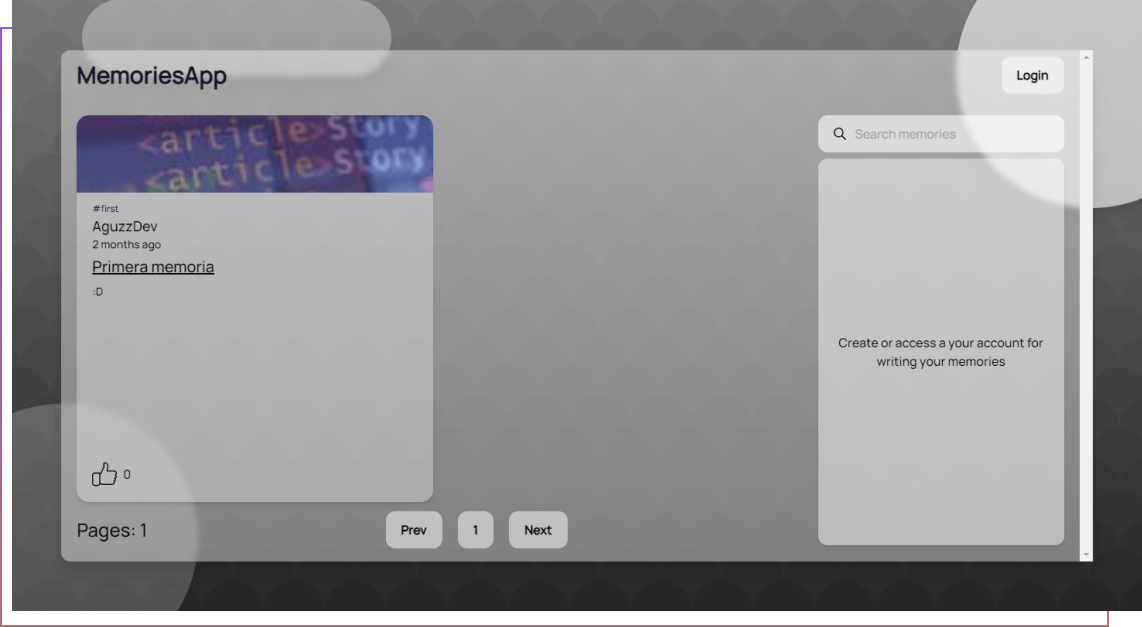 MemoriesApp
Login
<article>Story
<article>Story
Search memories
#first
AguzzDev
2 months ago
Primera memoria
:D
Create or access a your account for
writing your memories
0
Pages: 1
Prev
1
Next